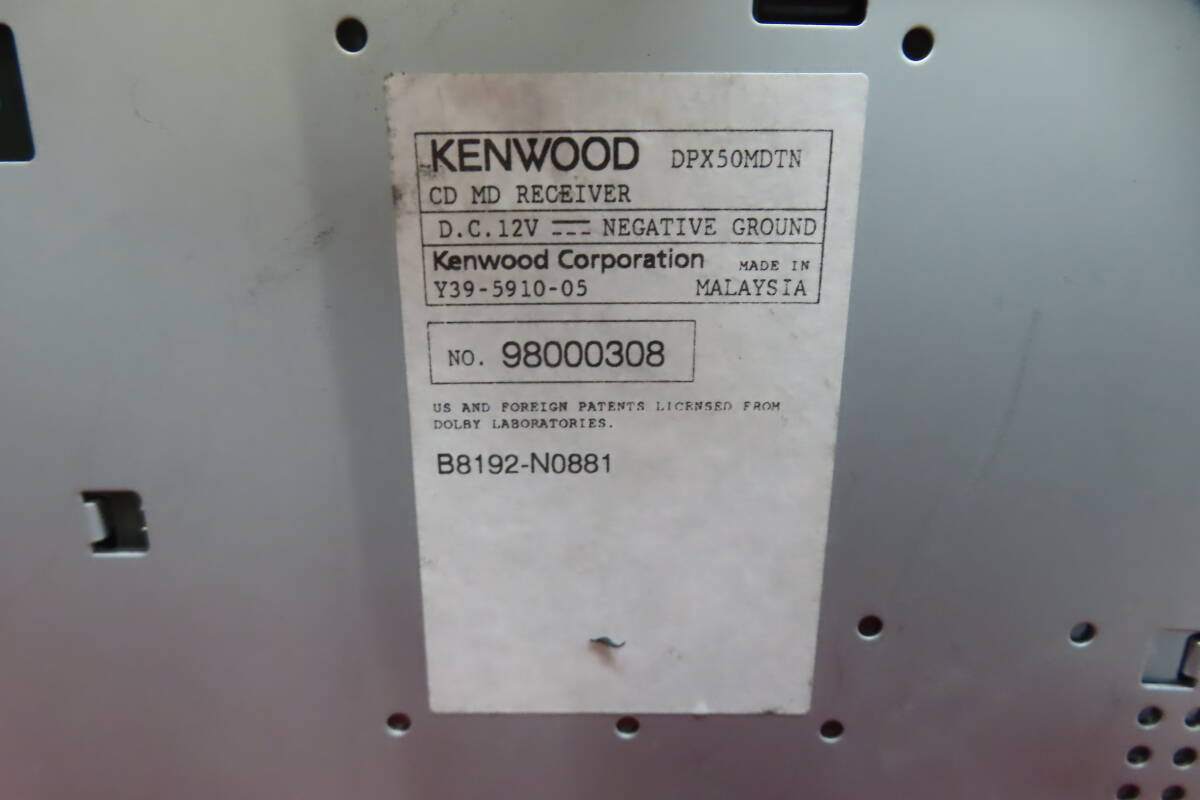 KENWOOD DPX50MDTN
CD MD RECEIVER
D.C.12V NEGATIVE GROUND
Kenwood Corporation MADE IN
Y39-5910-05 MALAYSIA
NO. 98000308
US AND FOREIGN PATENTS LICENSED FROM
DOLBY LABORATORIES.
B8192-N0881